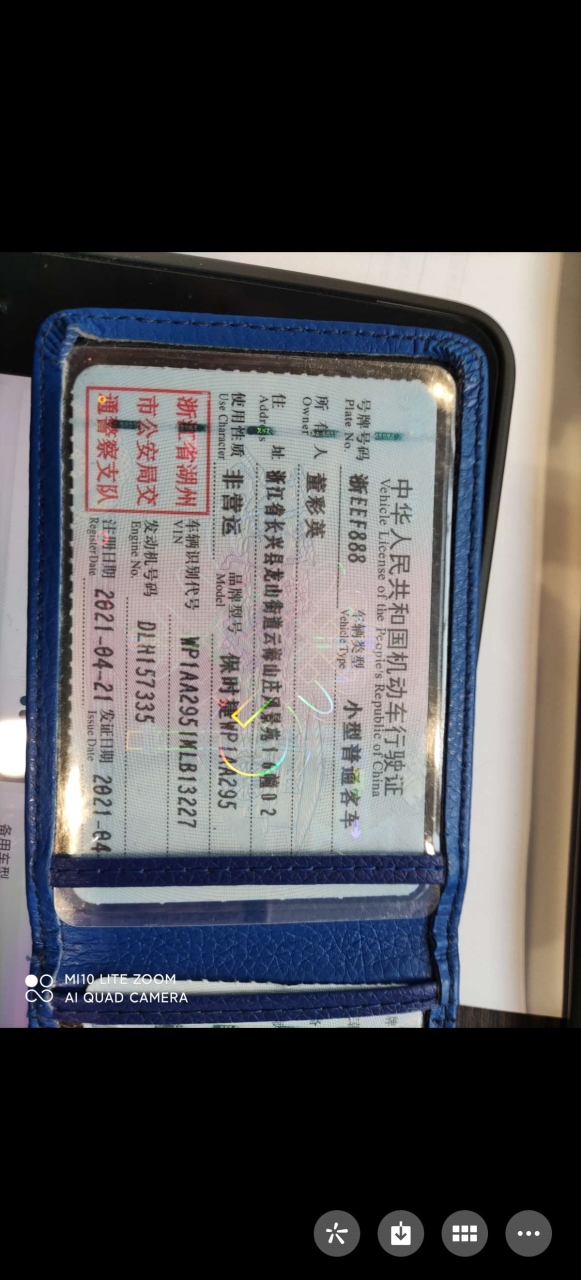 中华人民共和国机动车行驶证
Vehicle License of the People's Republic of China
号牌号码 浙EEF888 车辆类型 小型普通客车
Plate No. Vehicle Type
所有人 董彩英
Owner
住址 浙江省长兴县龙山街道云海山庄
Address
使用性质 非营运 品牌型号 保时捷WP1AA295
Use Character Model
浙江省湖州
市公安局交
通警察支队
车辆识别代号 WP1AA2951MLB13227
VIN
发动机号码 DLH157335
Engine No.
注册日期 2021-04-21 发证日期 2021-04
Register Date Issue Date
备用车型
MI10 LITE ZOOM
AI QUAD CAMERA